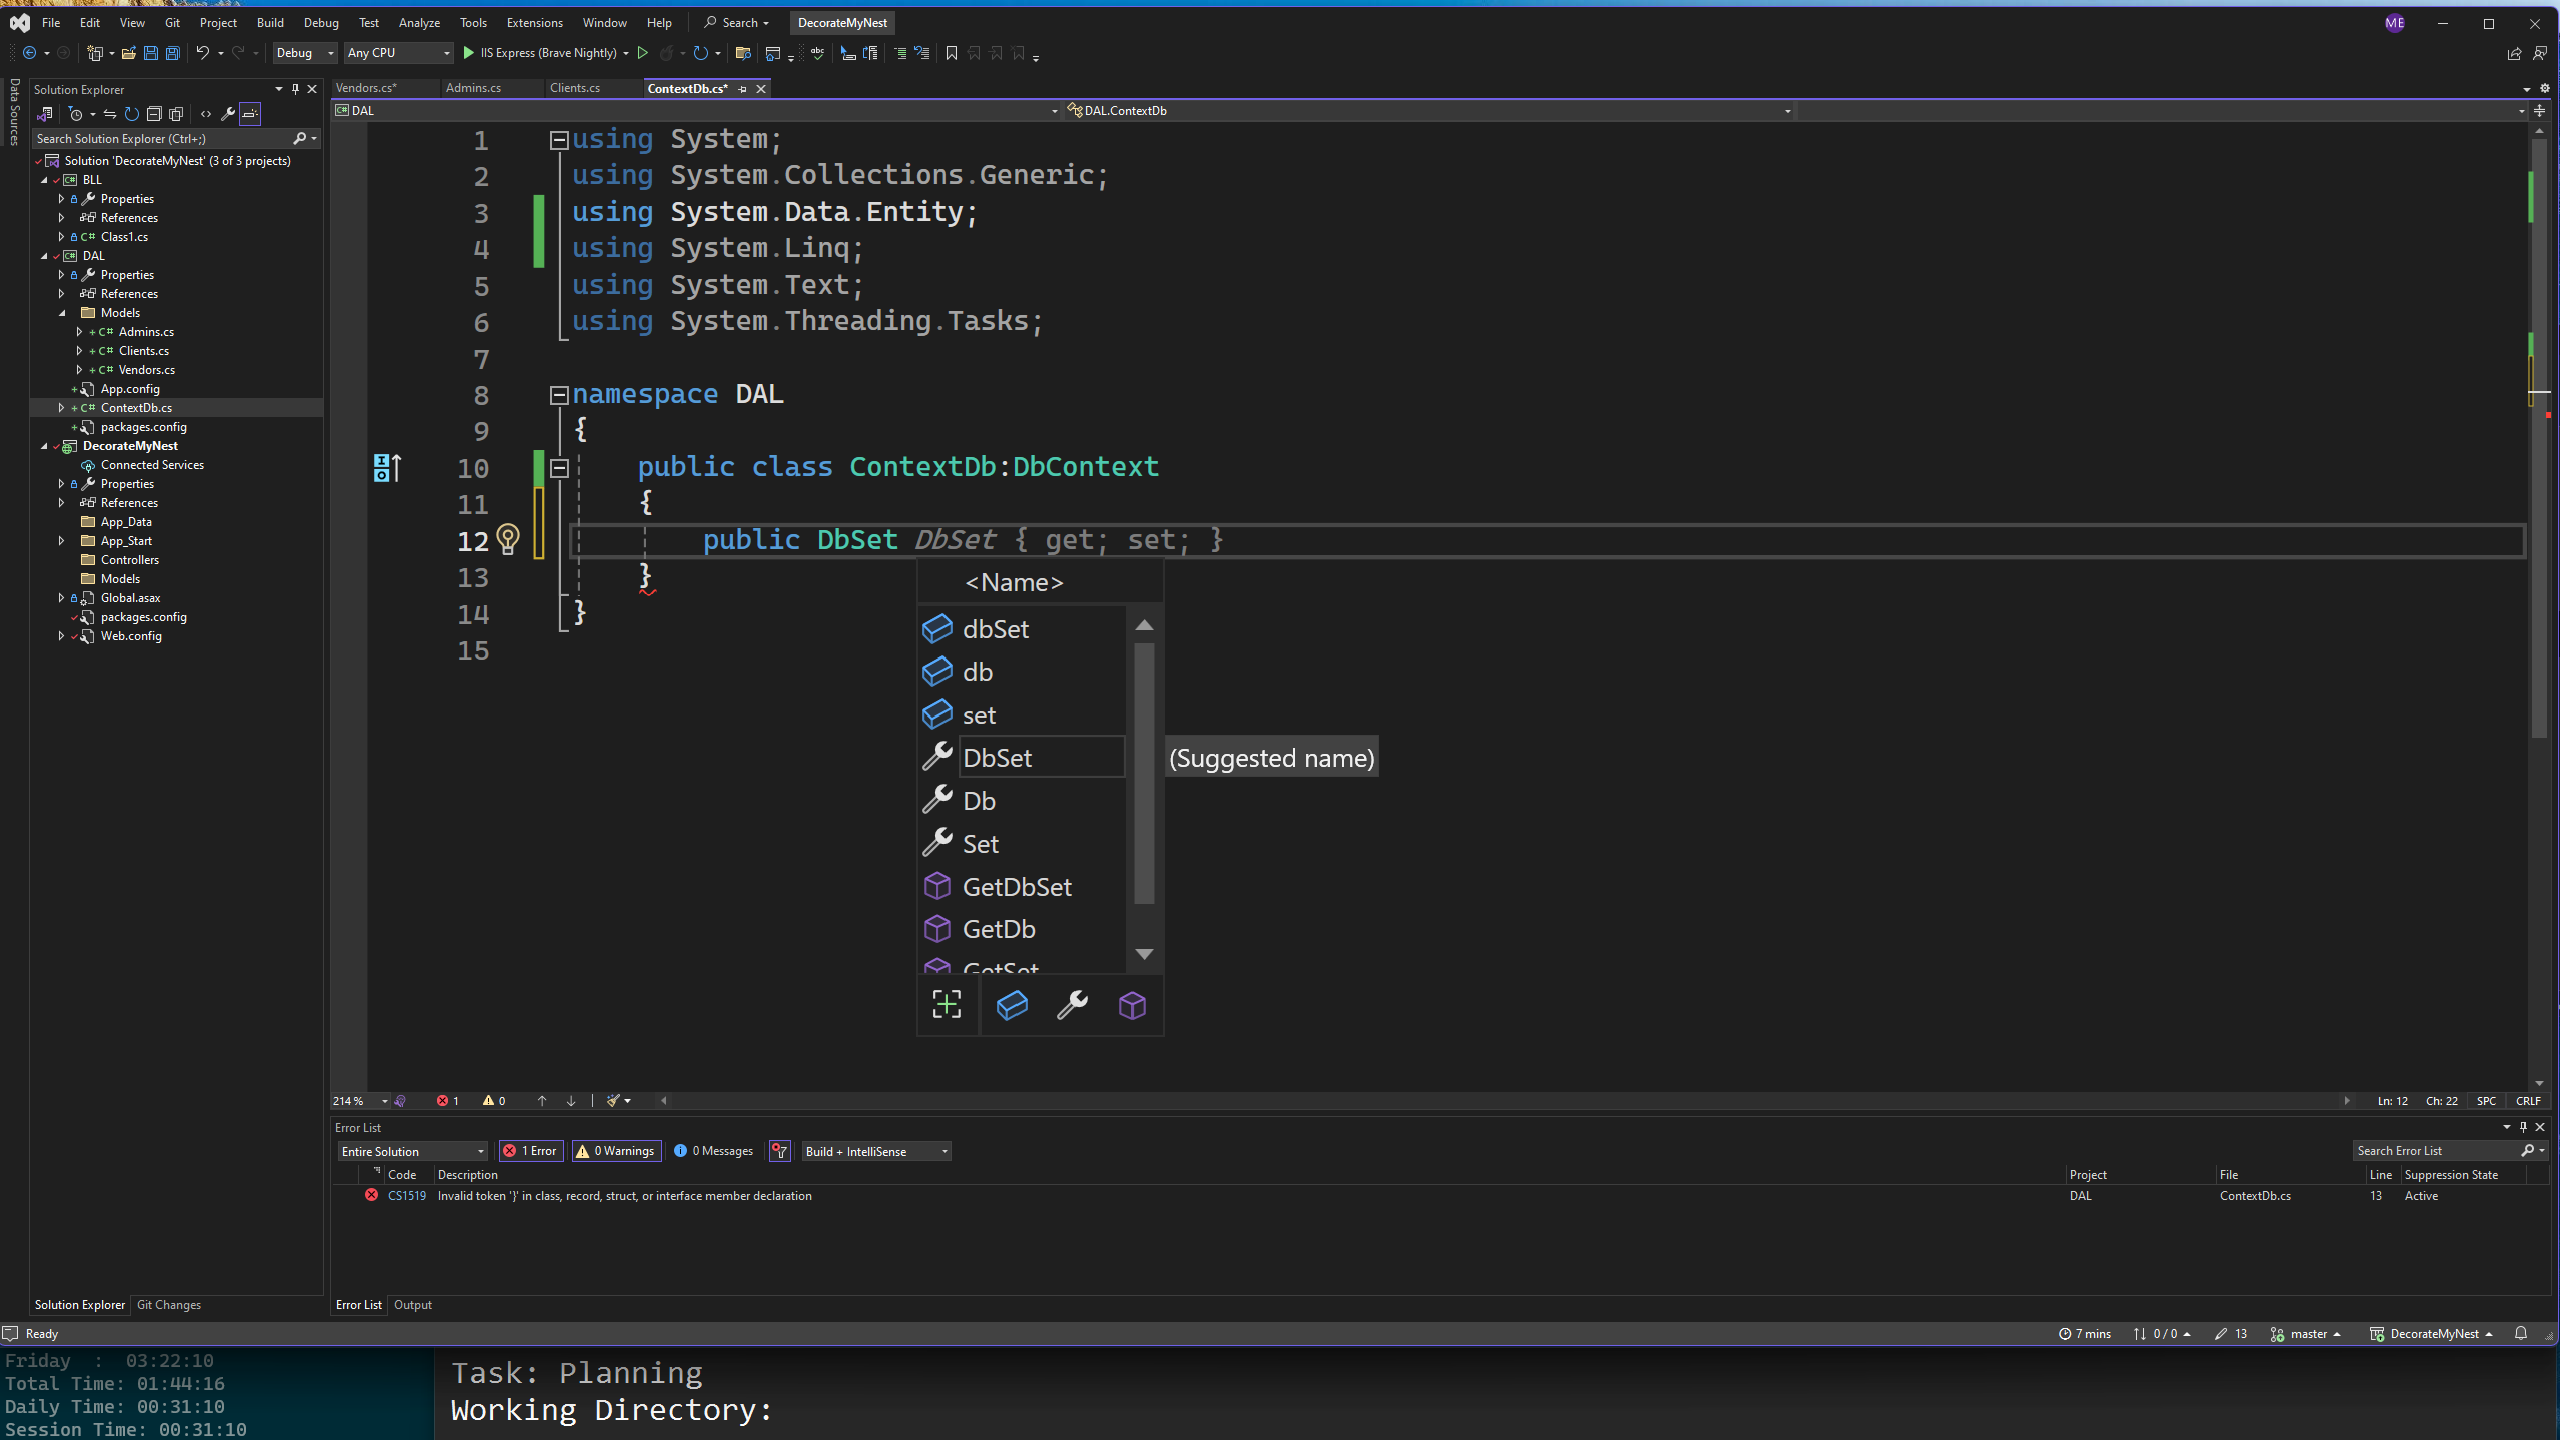 File Edit View Git Project Build Debug Test Analyze Tools Extensions Window Help Search DecorateMyNest ME
Debug Any CPU IIS Express (Brave Nightly)
Data Sources
Solution Explorer
Search Solution Explorer (Ctrl+;)
Solution 'DecorateMyNest' (3 of 3 projects)
BLL
Properties
References
C# Class1.cs
DAL
Properties
References
Models
C# Admins.cs
C# Clients.cs
C# Vendors.cs
App.config
C# ContextDb.cs
packages.config
DecorateMyNest
Connected Services
Properties
References
App_Data
App_Start
Controllers
Models
Global.asax
packages.config
Web.config
Solution Explorer Git Changes
Vendors.cs* Admins.cs Clients.cs ContextDb.cs*
C# DAL DAL.ContextDb
1 using System;
2 using System.Collections.Generic;
3 using System.Data.Entity;
4 using System.Linq;
5 using System.Text;
6 using System.Threading.Tasks;
7
8 namespace DAL
9 {
10 public class ContextDb:DbContext
11 {
12 public DbSet DbSet { get; set; }
13 }
14 }
15
<Name>
dbSet
db
set
DbSet (Suggested name)
Db
Set
GetDbSet
GetDb
GetSet
214 % 1 0 Ln: 12 Ch: 22 SPC CRLF
Error List
Entire Solution 1 Error 0 Warnings 0 Messages Build + IntelliSense Search Error List
Code Description Project File Line Suppression State
CS1519 Invalid token '}' in class, record, struct, or interface member declaration DAL ContextDb.cs 13 Active
Error List Output
Ready 7 mins 0 / 0 13 master DecorateMyNest
Friday : 03:22:10
Total Time: 01:44:16
Daily Time: 00:31:10
Session Time: 00:31:10
Task: Planning
Working Directory: